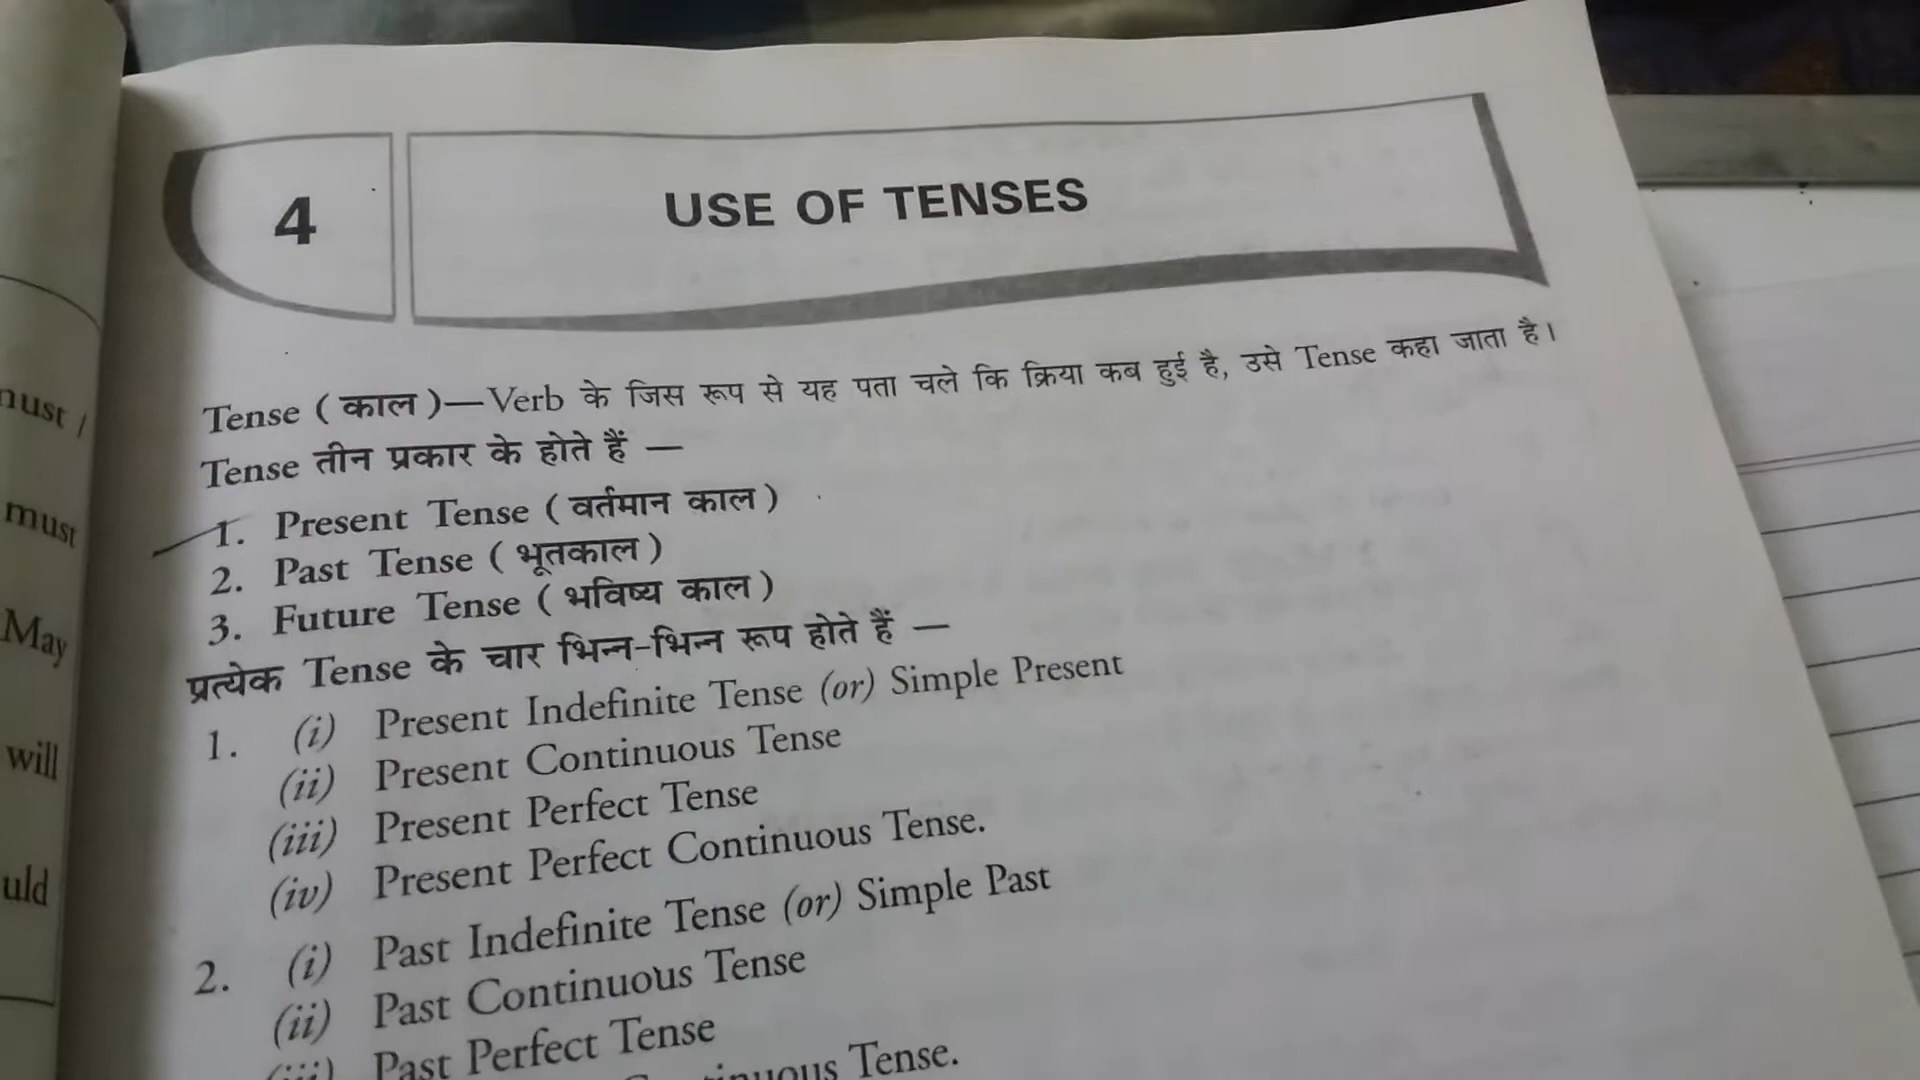 4
USE OF TENSES
Tense ( काल )—Verb के जिस रूप से यह पता चले कि क्रिया कब हुई है, उसे Tense कहा जाता है।
Tense तीन प्रकार के होते हैं —
1. Present Tense ( वर्तमान काल )
2. Past Tense ( भूतकाल )
3. Future Tense ( भविष्य काल )
प्रत्येक Tense के चार भिन्न-भिन्न रूप होते हैं —
1. (i) Present Indefinite Tense (or) Simple Present
(ii) Present Continuous Tense
(iii) Present Perfect Tense
(iv) Present Perfect Continuous Tense.
2. (i) Past Indefinite Tense (or) Simple Past
(ii) Past Continuous Tense
(iii) Past Perfect Tense
Tense.
must /
must
May
will